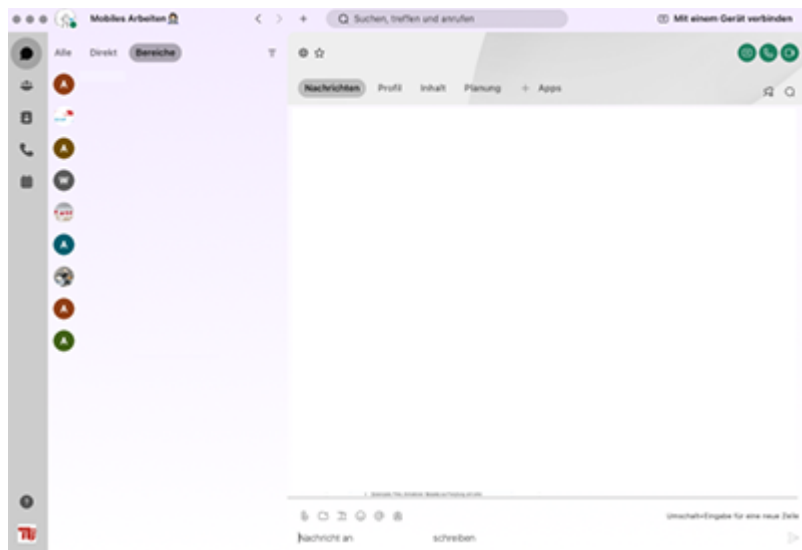 Mobiles Arbeiten
Suchen, treffen und anrufen
Mit einem Gerät verbinden
Alle Direkt Bereiche
Nachrichten Profil Inhalt Planung + Apps
A
A
W
A
A
A
Umschalt+Eingabe für eine neue Zeile
Nachricht an schreiben